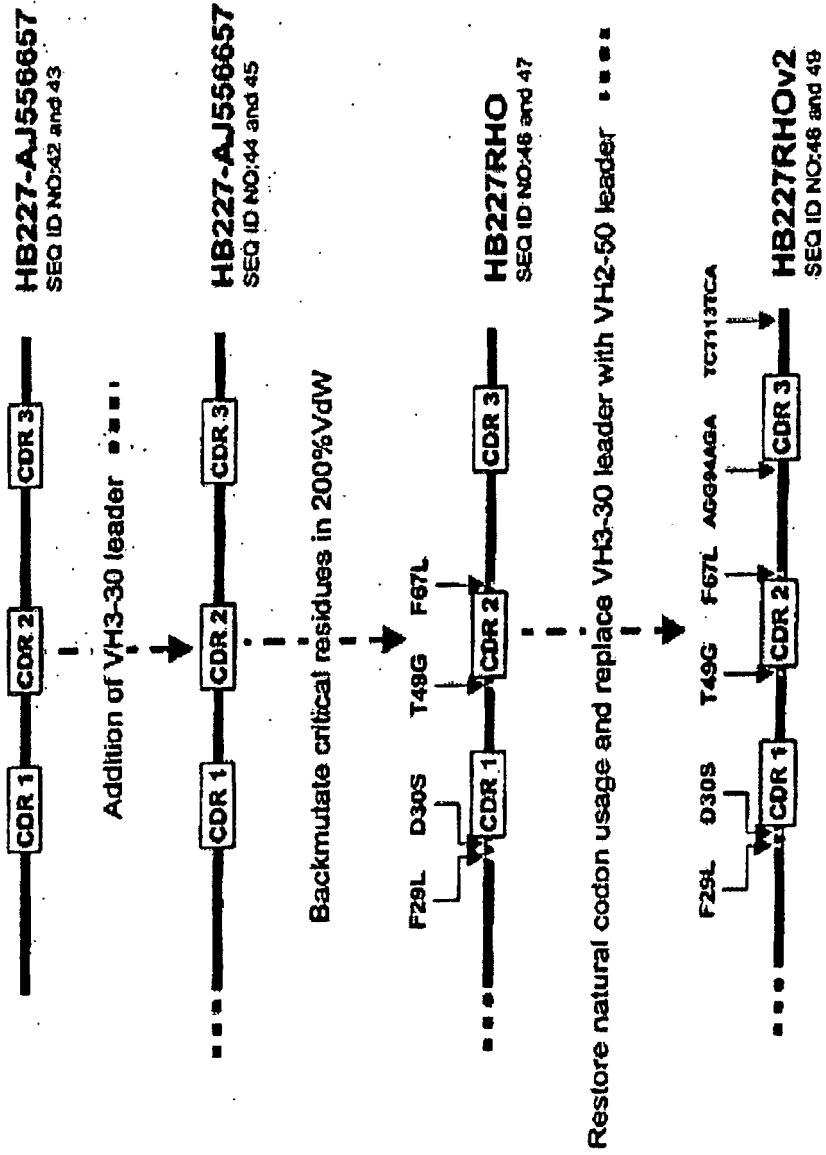 CDR 1 CDR 2 CDR 3
HB227-AJ556657
SEQ ID NO:42 and 43
Addition of VH3-30 leader
CDR 1 CDR 2 CDR 3
HB227-AJ556657
SEQ ID NO:44 and 45
Backmutate critical residues in 200%VdW
F29L D30S T49G F67L
CDR 1 CDR 2 CDR 3
HB227RHO
SEQ ID NO:46 and 47
Restore natural codon usage and replace VH3-30 leader with VH2-50 leader
F29L D30S T49G F67L AGG94AGA TCT113TCA
CDR 1 CDR 2 CDR 3
HB227RHOv2
SEQ ID NO:48 and 49